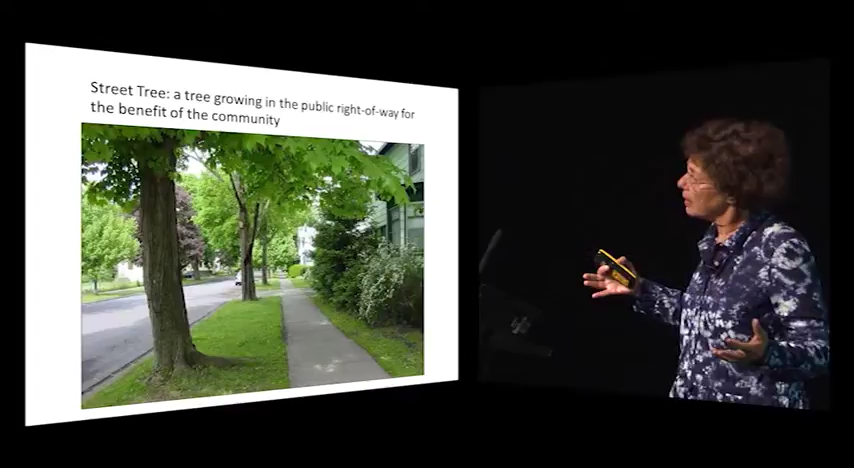 Street Tree: a tree growing in the public right-of-way for
the benefit of the community